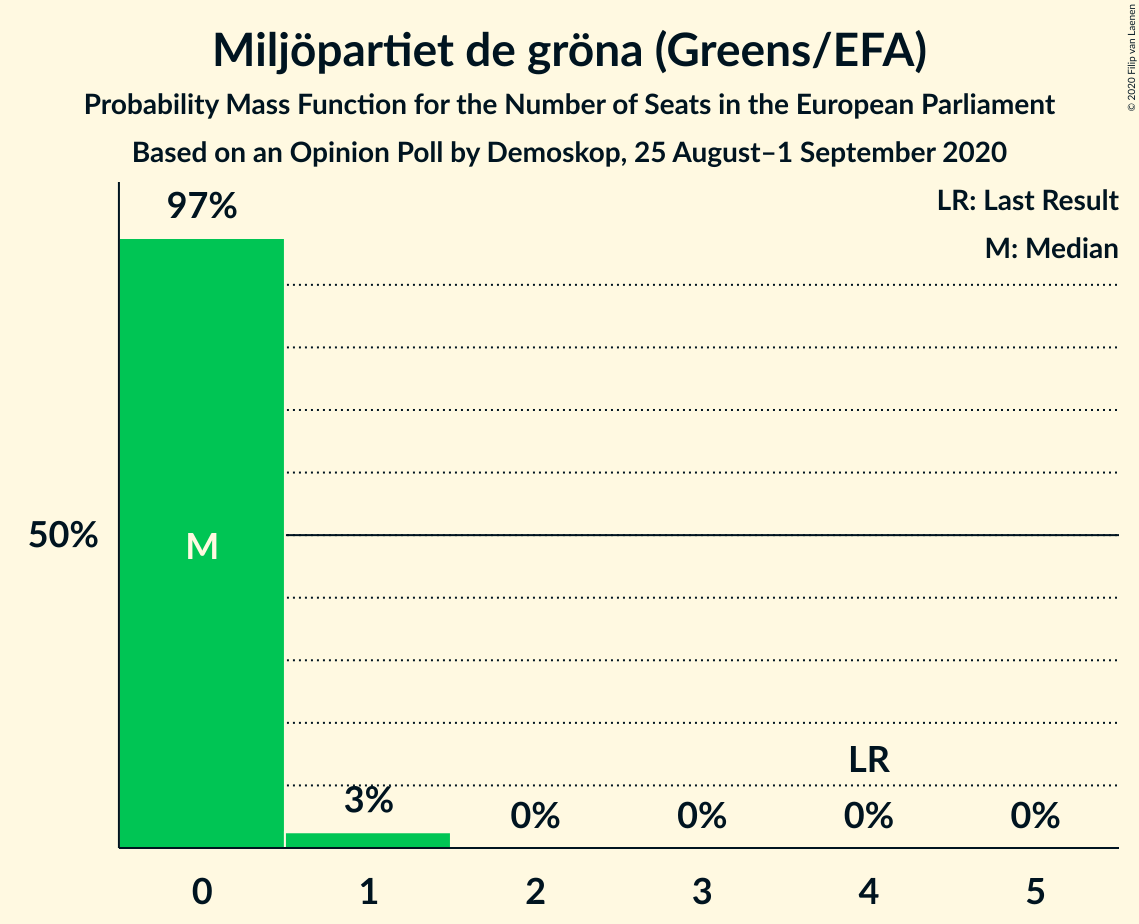 Miljöpartiet de gröna (Greens/EFA)
Probability Mass Function for the Number of Seats in the European Parliament
Based on an Opinion Poll by Demoskop, 25 August–1 September 2020
© 2020 Filip van Laenen
LR: Last Result
M: Median
97%
50%
M
LR
3%
0%
0%
0%
0%
0
1
2
3
4
5